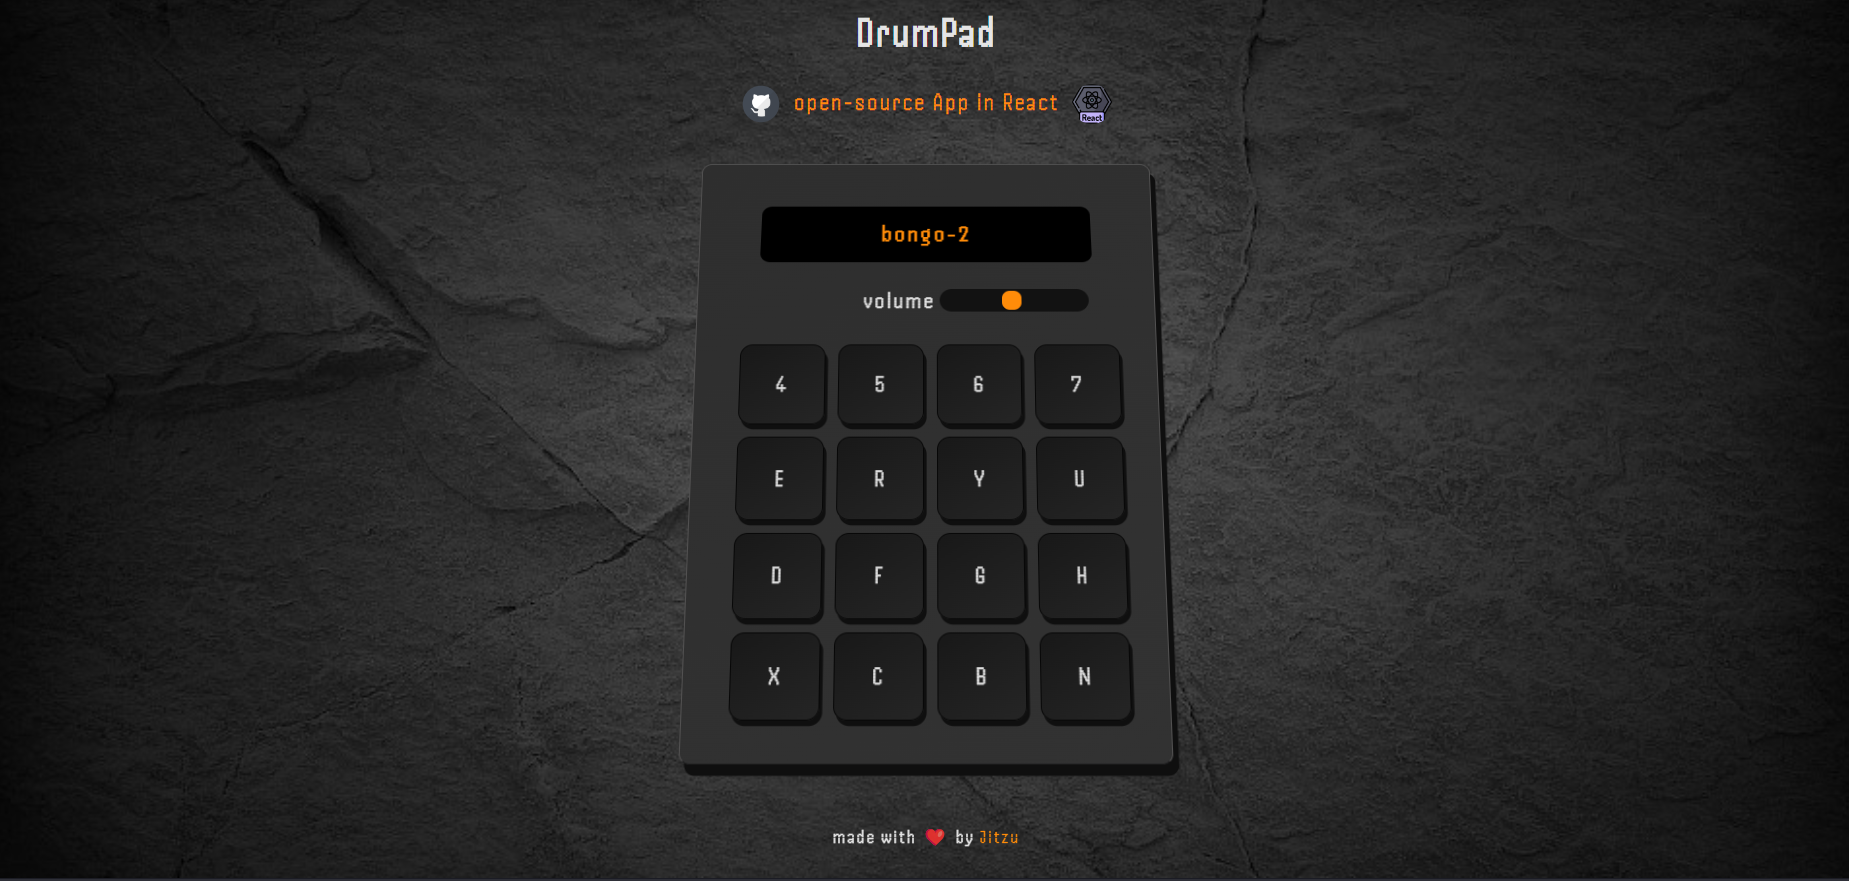 DrumPad
open-source App in React
React
bongo-2
volume
4 5 6 7
E R Y U
D F G H
X C B N
made with ❤️ by Jitzu